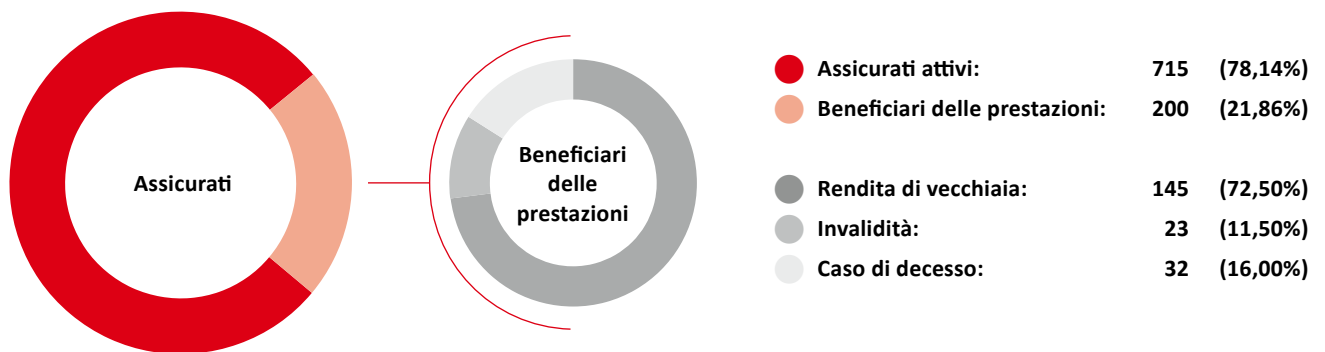 Assicurati
Beneficiari
delle
prestazioni
Assicurati attivi: 715 (78,14%)
Beneficiari delle prestazioni: 200 (21,86%)
Rendita di vecchiaia: 145 (72,50%)
Invalidità: 23 (11,50%)
Caso di decesso: 32 (16,00%)